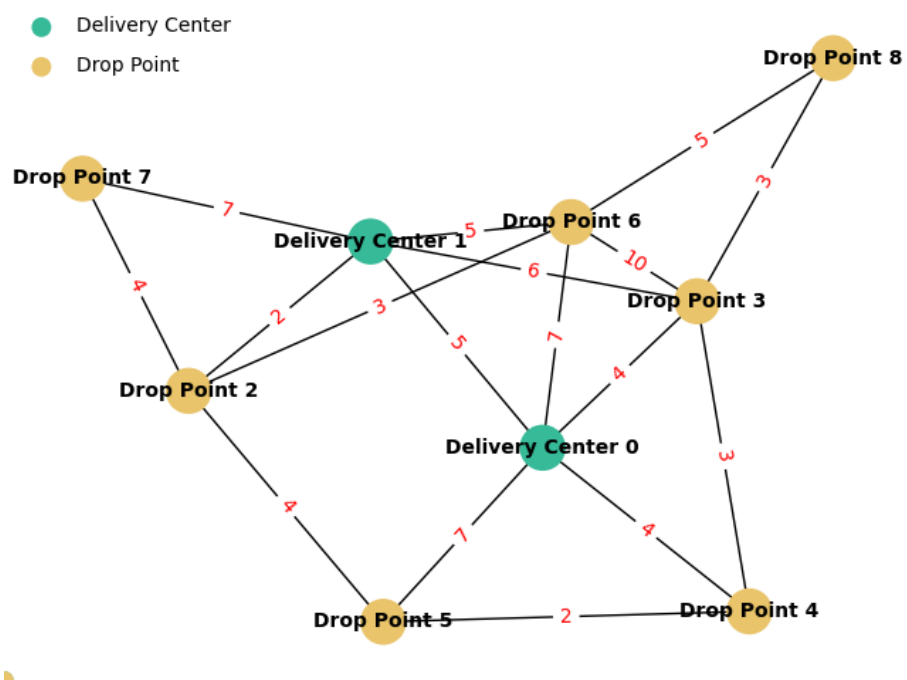 Delivery Center
Drop Point
Drop Point 8
5
3
Drop Point 7
7
Drop Point 6
5
Delivery Center 1
10
6
4
Drop Point 3
3
2
5
7
4
Drop Point 2
Delivery Center 0
3
4
7
4
Drop Point 4
2
Drop Point 5